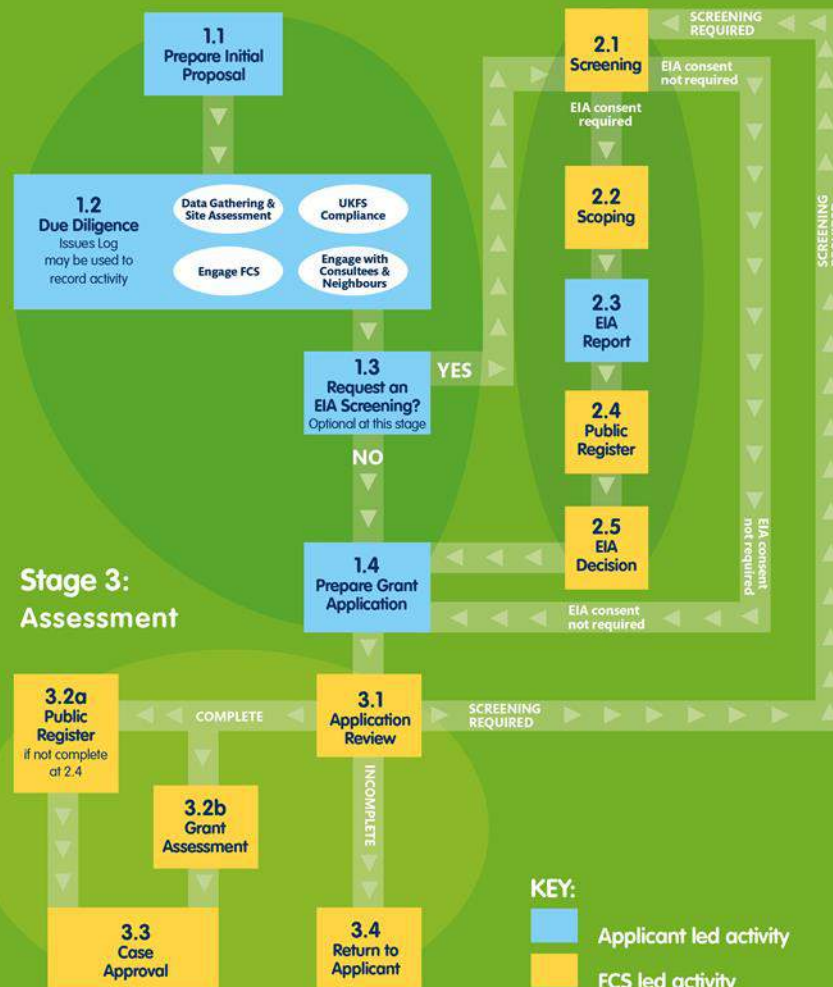 1.1
Prepare Initial
Proposal
1.2
Due Diligence
Issues Log
may be used to
record activity
Data Gathering &
Site Assessment
UKFS
Compliance
Engage FCS
Engage with
Consultees &
Neighbours
1.3
Request an
EIA Screening?
Optional at this stage
YES
NO
1.4
Prepare Grant
Application
2.1
Screening
SCREENING
REQUIRED
EIA consent
not required
EIA consent
required
2.2
Scoping
2.3
EIA
Report
2.4
Public
Register
2.5
EIA
Decision
EIA consent
not required
EIA consent
not required
SCREENING
Stage 3:
Assessment
3.1
Application
Review
COMPLETE
SCREENING
REQUIRED
INCOMPLETE
3.2a
Public
Register
if not complete
at 2.4
3.2b
Grant
Assessment
3.3
Case
Approval
3.4
Return to
Applicant
KEY:
Applicant led activity
FCS led activity